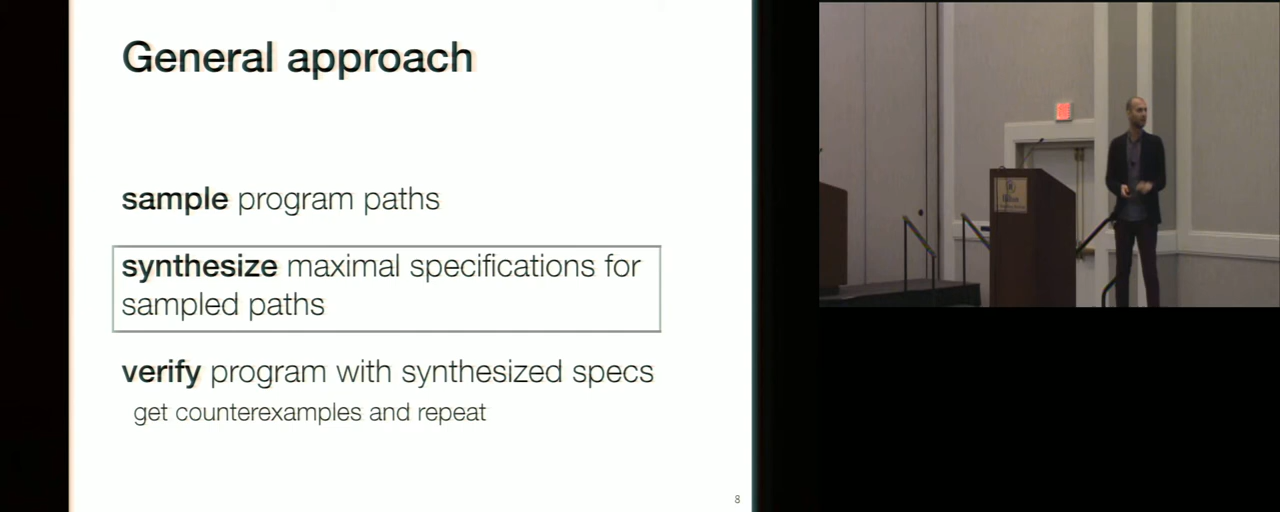 General approach
sample program paths
synthesize maximal specifications for
sampled paths
verify program with synthesized specs
get counterexamples and repeat
8